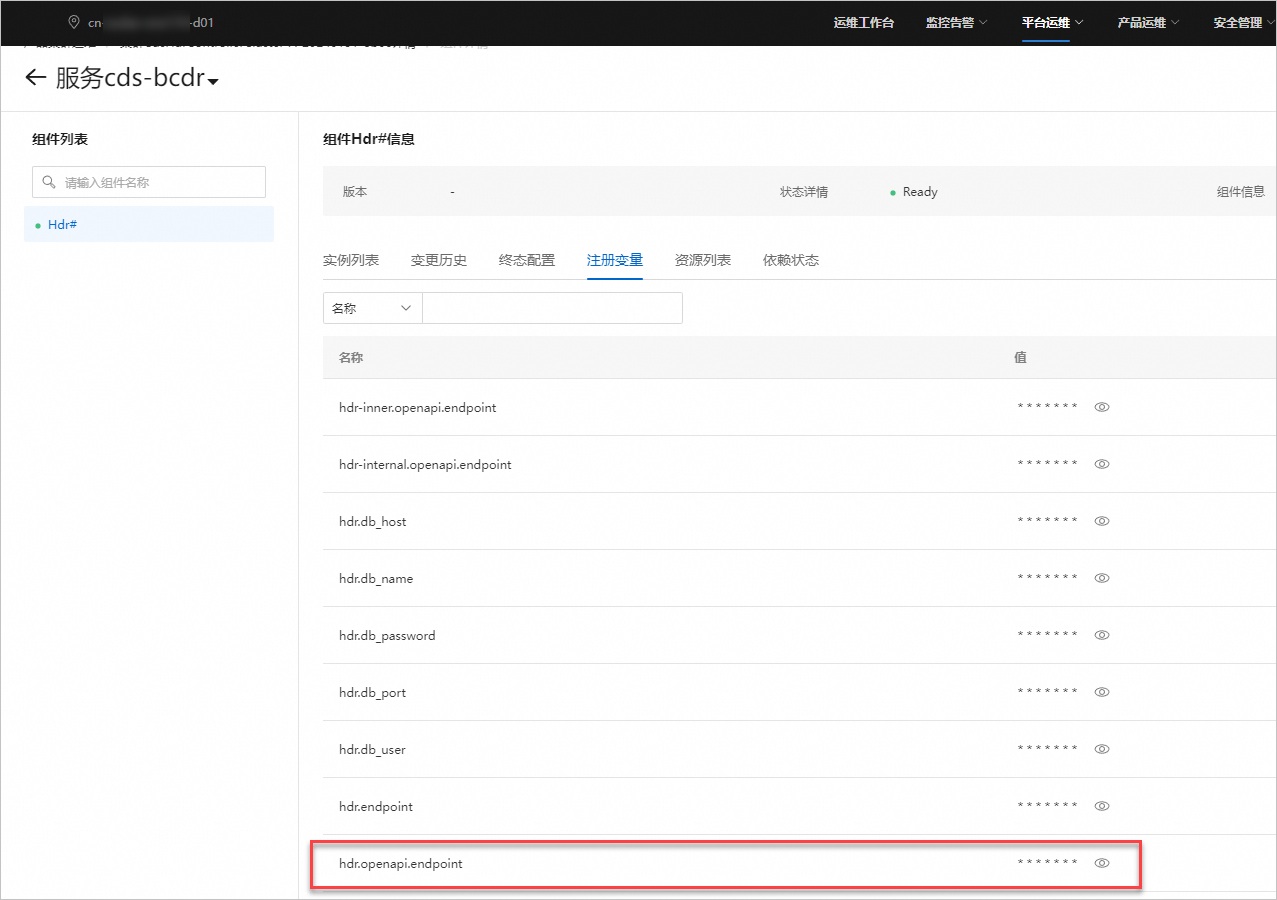 cn- -d01
运维工作台 监控告警 平台运维 产品运维 安全管理
服务cds-bcdr
组件列表
请输入组件名称
Hdr#
组件Hdr#信息
版本 - 状态详情 Ready 组件信息
实例列表 变更历史 终态配置 注册变量 资源列表 依赖状态
名称
名称 值
hdr-inner.openapi.endpoint *******
hdr-internal.openapi.endpoint *******
hdr.db_host *******
hdr.db_name *******
hdr.db_password *******
hdr.db_port *******
hdr.db_user *******
hdr.endpoint *******
hdr.openapi.endpoint *******